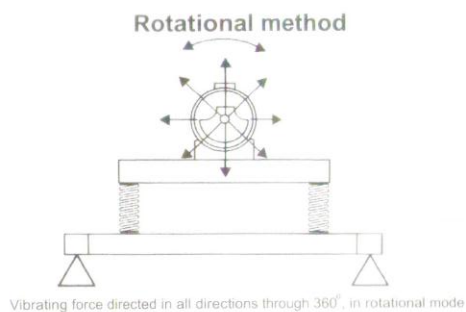 Rotational method
Vibrating force directed in all directions through 360°, in rotational mode